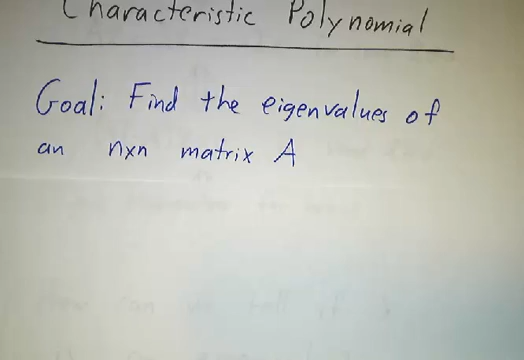 Characteristic Polynomial
Goal: Find the eigenvalues of
an nxn matrix A